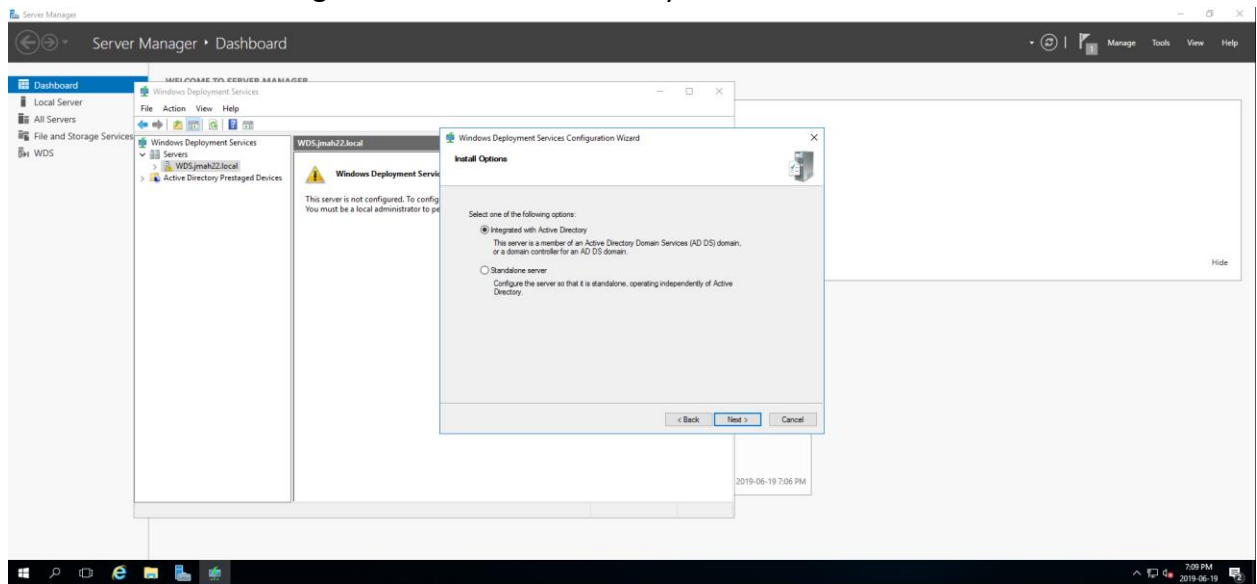 Server Manager
Server Manager • Dashboard
1
Manage Tools View Help
Dashboard
Local Server
All Servers
File and Storage Services
WDS
WELCOME TO SERVER MANAGER
Windows Deployment Services
File Action View Help
Windows Deployment Services
Servers
WDS.jmah22.local
Active Directory Prestaged Devices
WDS.jmah22.local
Windows Deployment Servic
This server is not configured. To config
You must be a local administrator to pe
Windows Deployment Services Configuration Wizard
Install Options
Select one of the following options:
Integrated with Active Directory
This server is a member of an Active Directory Domain Services (AD DS) domain,
or a domain controller for an AD DS domain.
Standalone server
Configure the server so that it is standalone, operating independently of Active
Directory.
< Back Next > Cancel
Hide
2019-06-19 7:06 PM
7:09 PM
2019-06-19